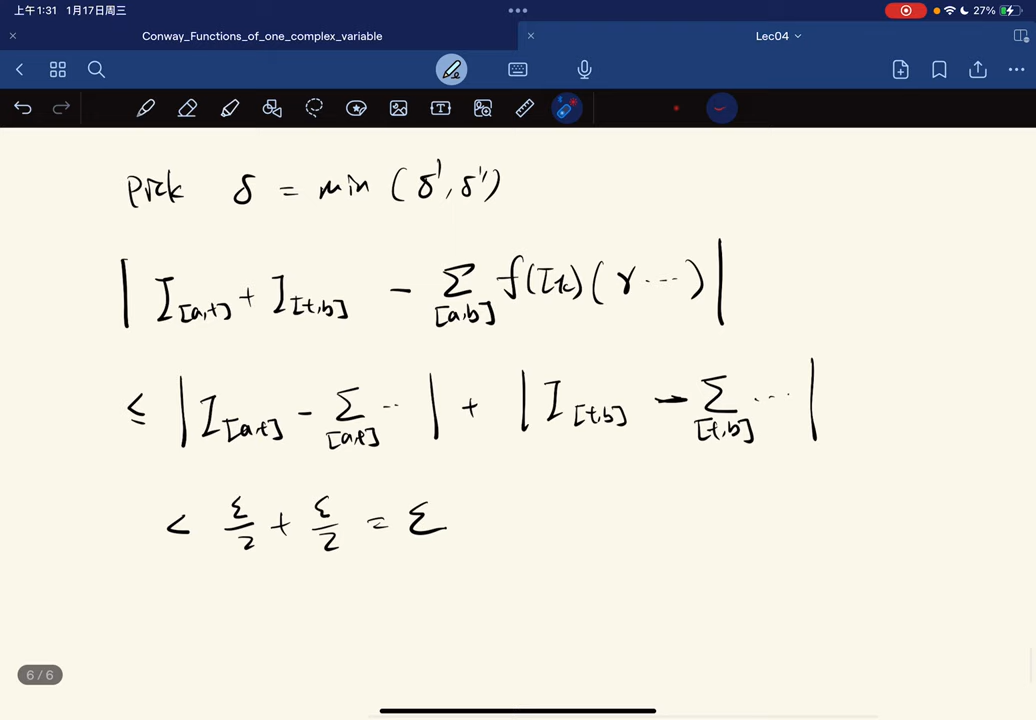 上午1:31 1月17日周三 27%
Conway_Functions_of_one_complex_variable Lec04
Pick δ = min (δ', δ'')
| I[a,t] + I[t,b] − Σ[a,b] f(Ik)(γ ⋯) |
≤ | I[a,t] − Σ[a,t] ⋯ | + | I[t,b] − Σ[t,b] ⋯ |
< ε/2 + ε/2 = ε
6 / 6